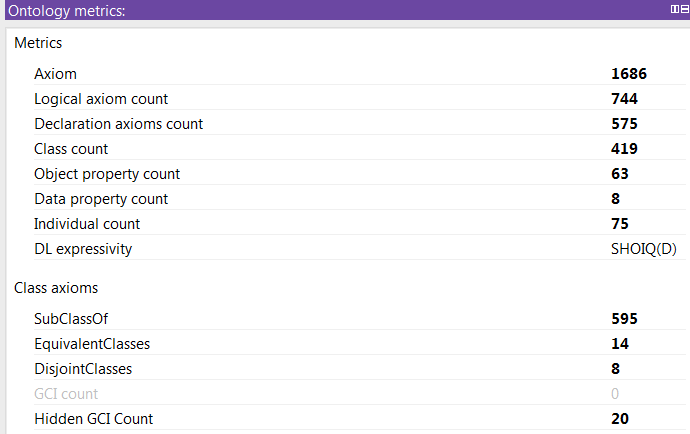 Ontology metrics:
Metrics
Axiom 1686
Logical axiom count 744
Declaration axioms count 575
Class count 419
Object property count 63
Data property count 8
Individual count 75
DL expressivity SHOIQ(D)
Class axioms
SubClassOf 595
EquivalentClasses 14
DisjointClasses 8
GCI count 0
Hidden GCI Count 20